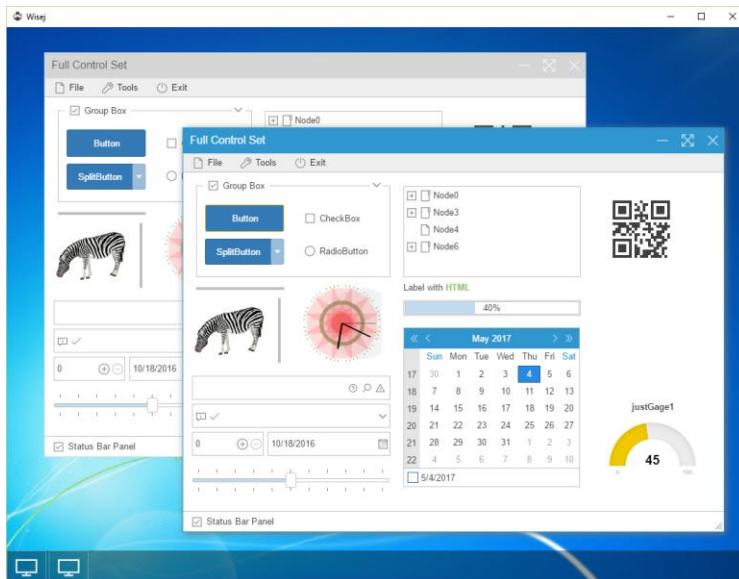 Wisej
Full Control Set
File Tools Exit
Group Box
Node0
Button
SplitButton
0 10/18/2016
Status Bar Panel
Full Control Set
File Tools Exit
Group Box
Button CheckBox
SplitButton RadioButton
0 10/18/2016
Status Bar Panel
Node0
Node3
Node4
Node6
Label with HTML
40%
May 2017
Sun Mon Tue Wed Thu Fri Sat
17 30 1 2 3 4 5 6
18 7 8 9 10 11 12 13
19 14 15 16 17 18 19 20
20 21 22 23 24 25 26 27
21 28 29 30 31 1 2 3
22 4 5 6 7 8 9 10
5/4/2017
justGage1
45
0 100